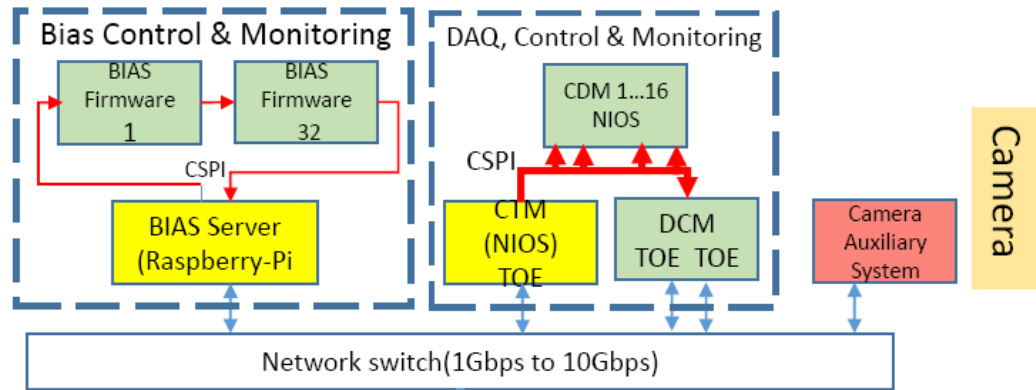 Bias Control & Monitoring
BIAS
Firmware
1
BIAS
Firmware
32
CSPI
BIAS Server
(Raspberry-Pi
DAQ, Control & Monitoring
CDM 1...16
NIOS
CSPI
CTM
(NIOS)
TOE
DCM
TOE TOE
Camera
Auxiliary
System
Camera
Network switch(1Gbps to 10Gbps)